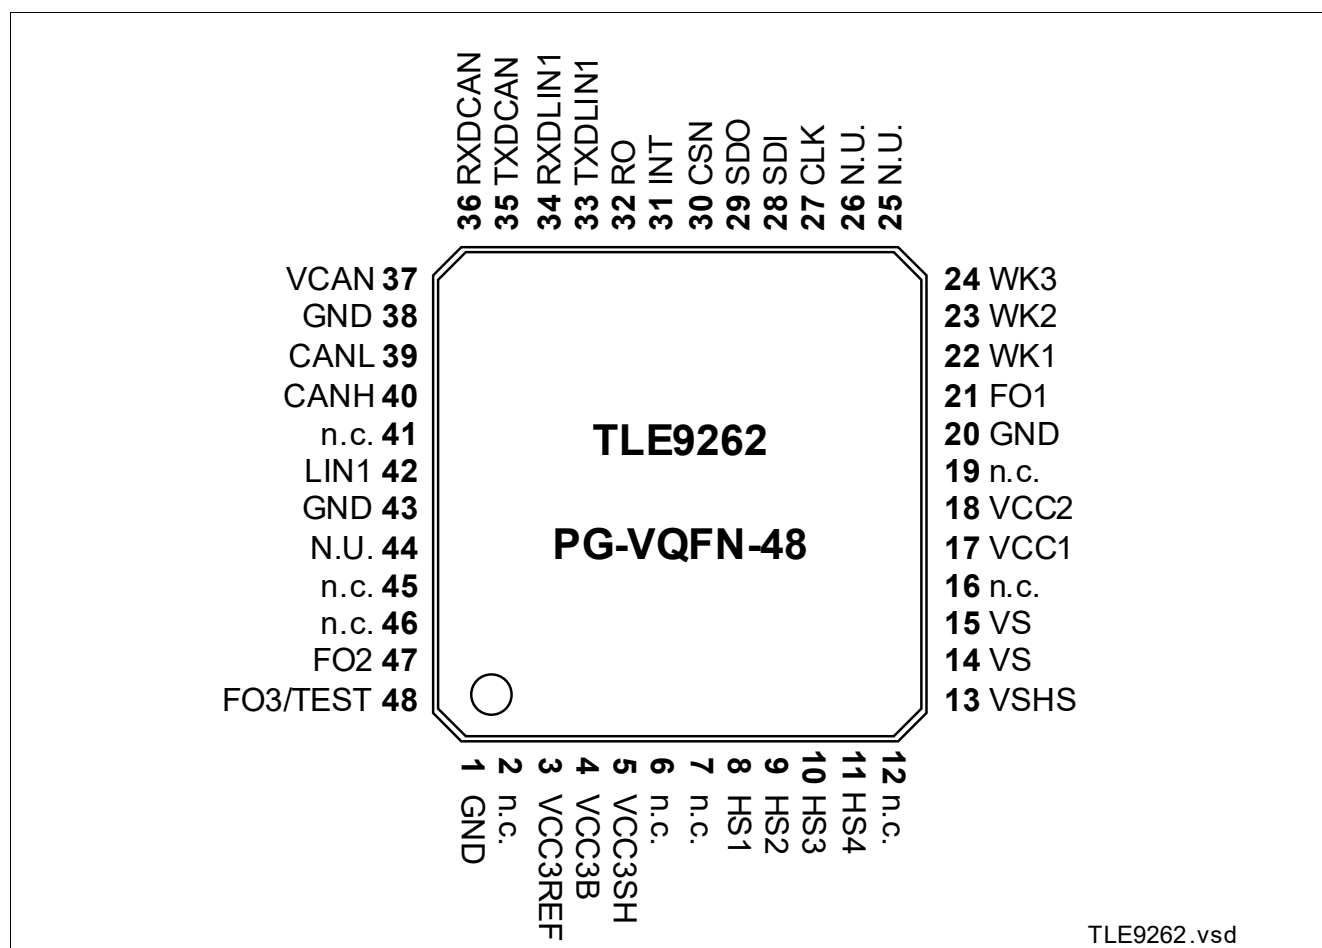 36 RXDCAN
35 TXDCAN
34 RXDLIN1
33 TXDLIN1
32 RO
31 INT
30 CSN
29 SDO
28 SDI
27 CLK
26 N.U.
25 N.U.
VCAN 37
GND 38
CANL 39
CANH 40
n.c. 41
LIN1 42
GND 43
N.U. 44
n.c. 45
n.c. 46
FO2 47
FO3/TEST 48
TLE9262
PG-VQFN-48
24 WK3
23 WK2
22 WK1
21 FO1
20 GND
19 n.c.
18 VCC2
17 VCC1
16 n.c.
15 VS
14 VS
13 VSHS
1 GND
2 n.c.
3 VCC3REF
4 VCC3B
5 VCC3SH
6 n.c.
7 n.c.
8 HS1
9 HS2
10 HS3
11 HS4
12 n.c.
TLE9262.vsd